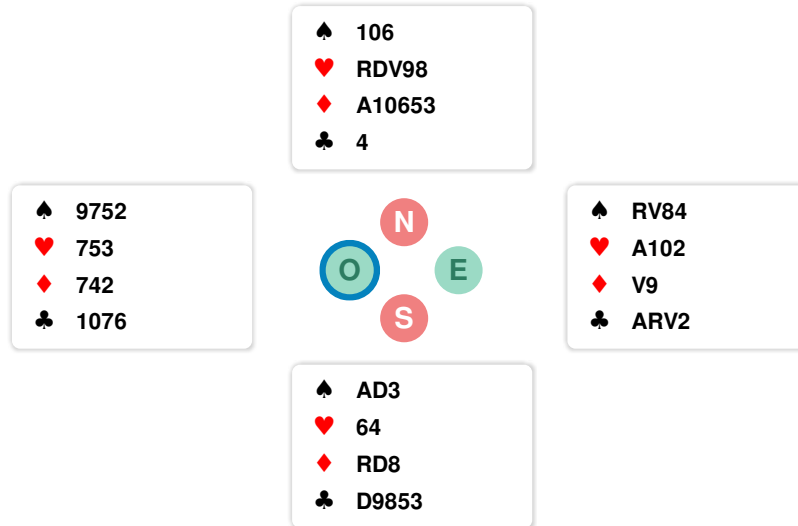 ♠ 106
♥ RDV98
♦ A10653
♣ 4
♠ 9752
♥ 753
♦ 742
♣ 1076
N
O E
S
♠ RV84
♥ A102
♦ V9
♣ ARV2
♠ AD3
♥ 64
♦ RD8
♣ D9853